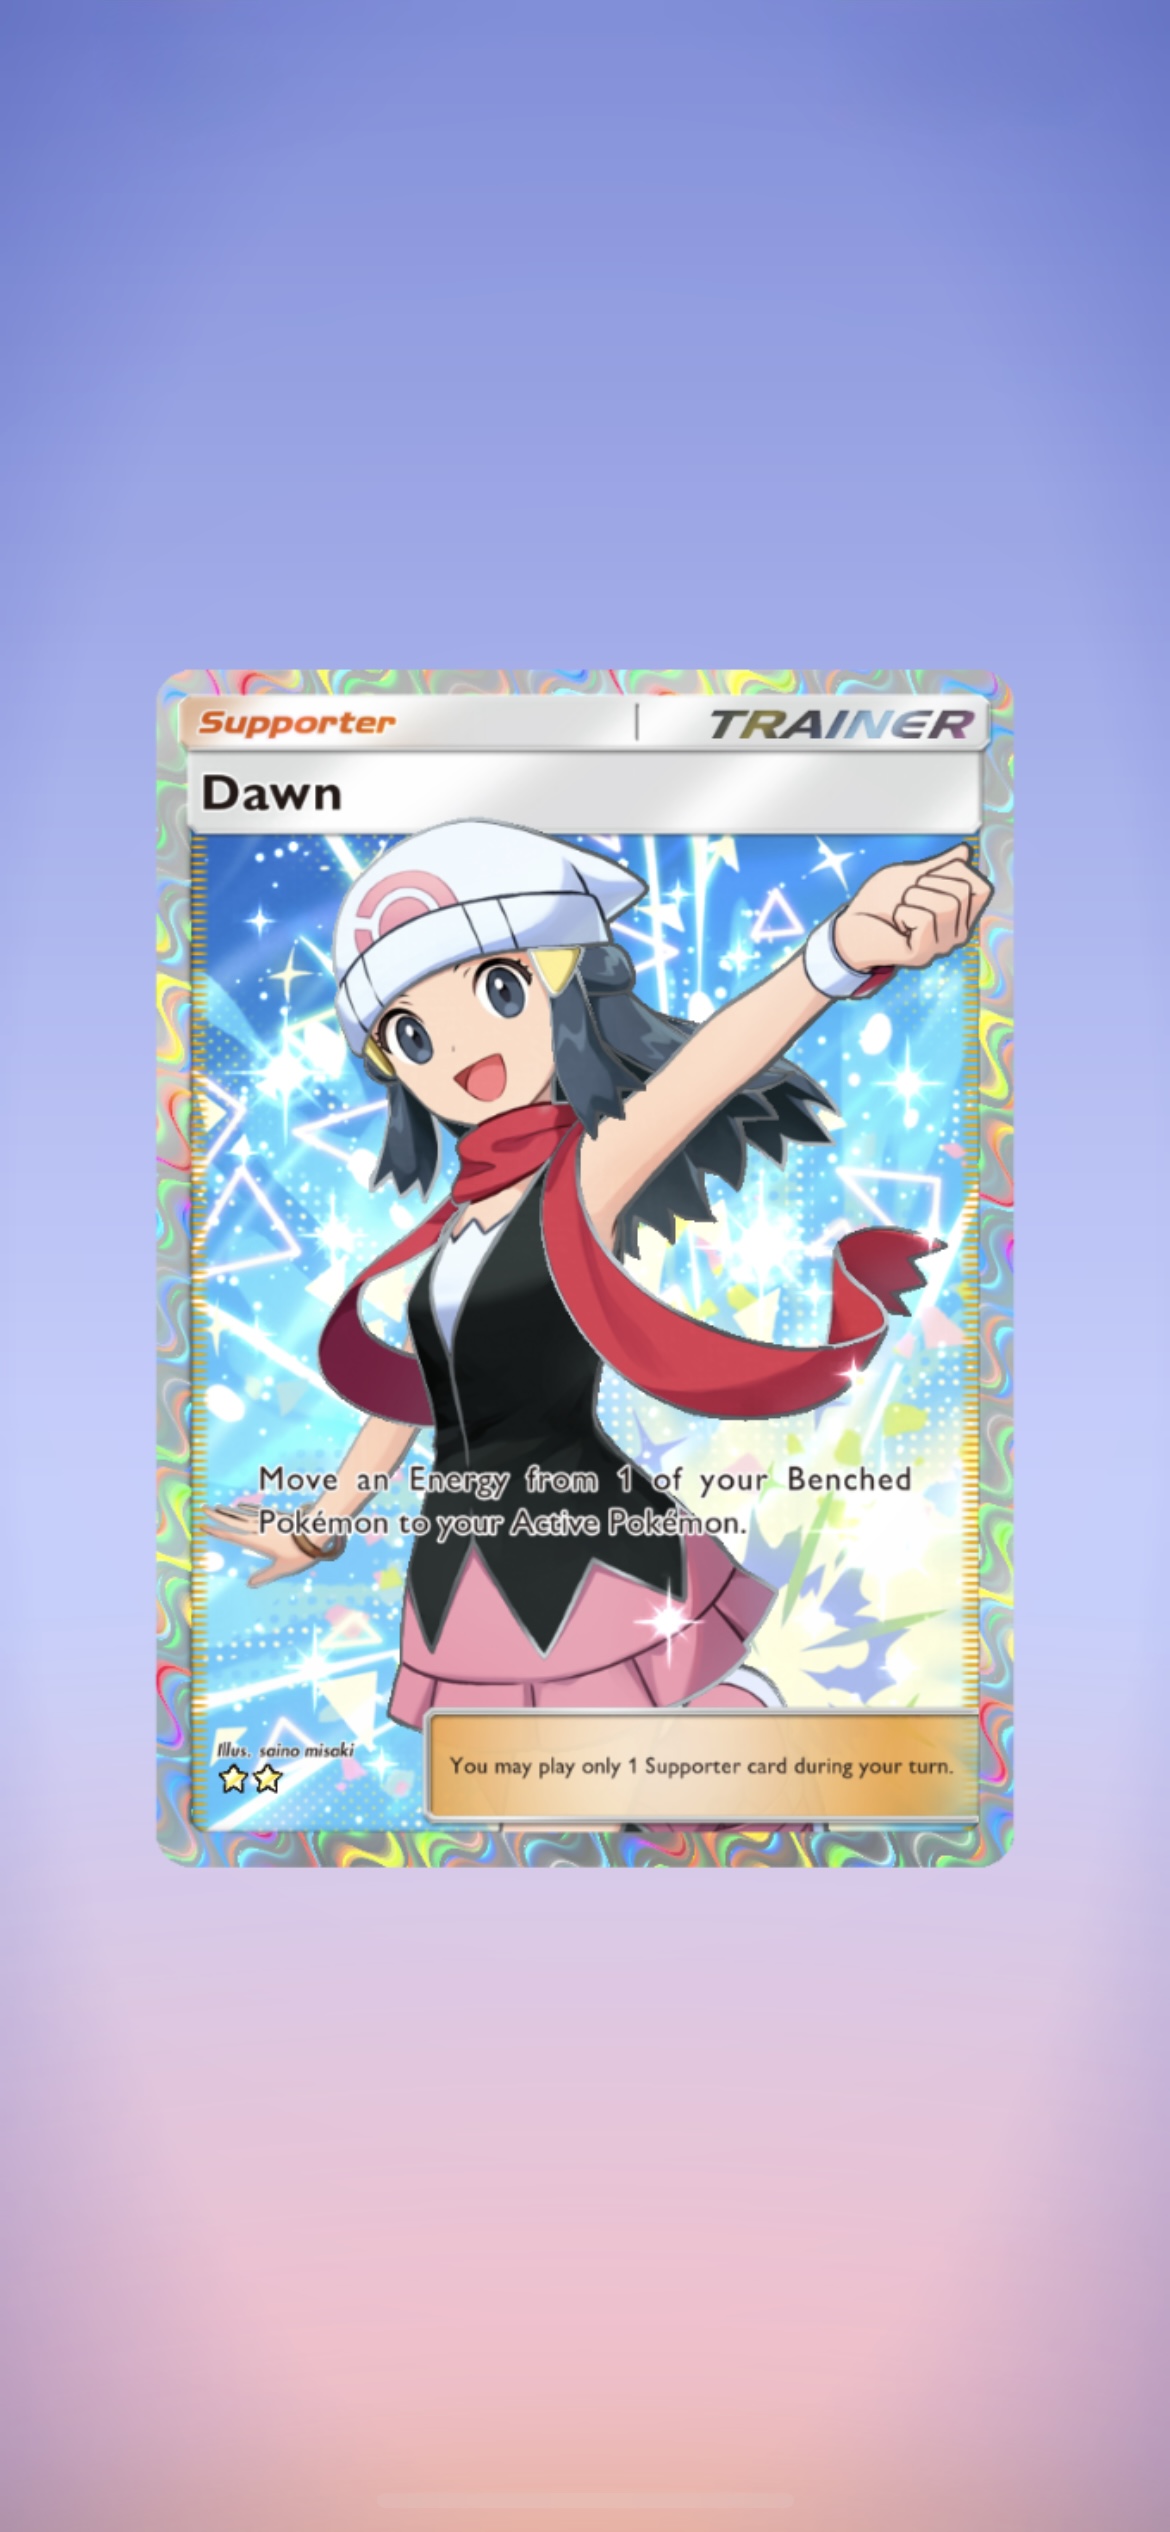 Supporter
TRAINER
Dawn
Move an Energy from 1 of your Benched
Pokémon to your Active Pokémon.
Illus. saino misaki
You may play only 1 Supporter card during your turn.